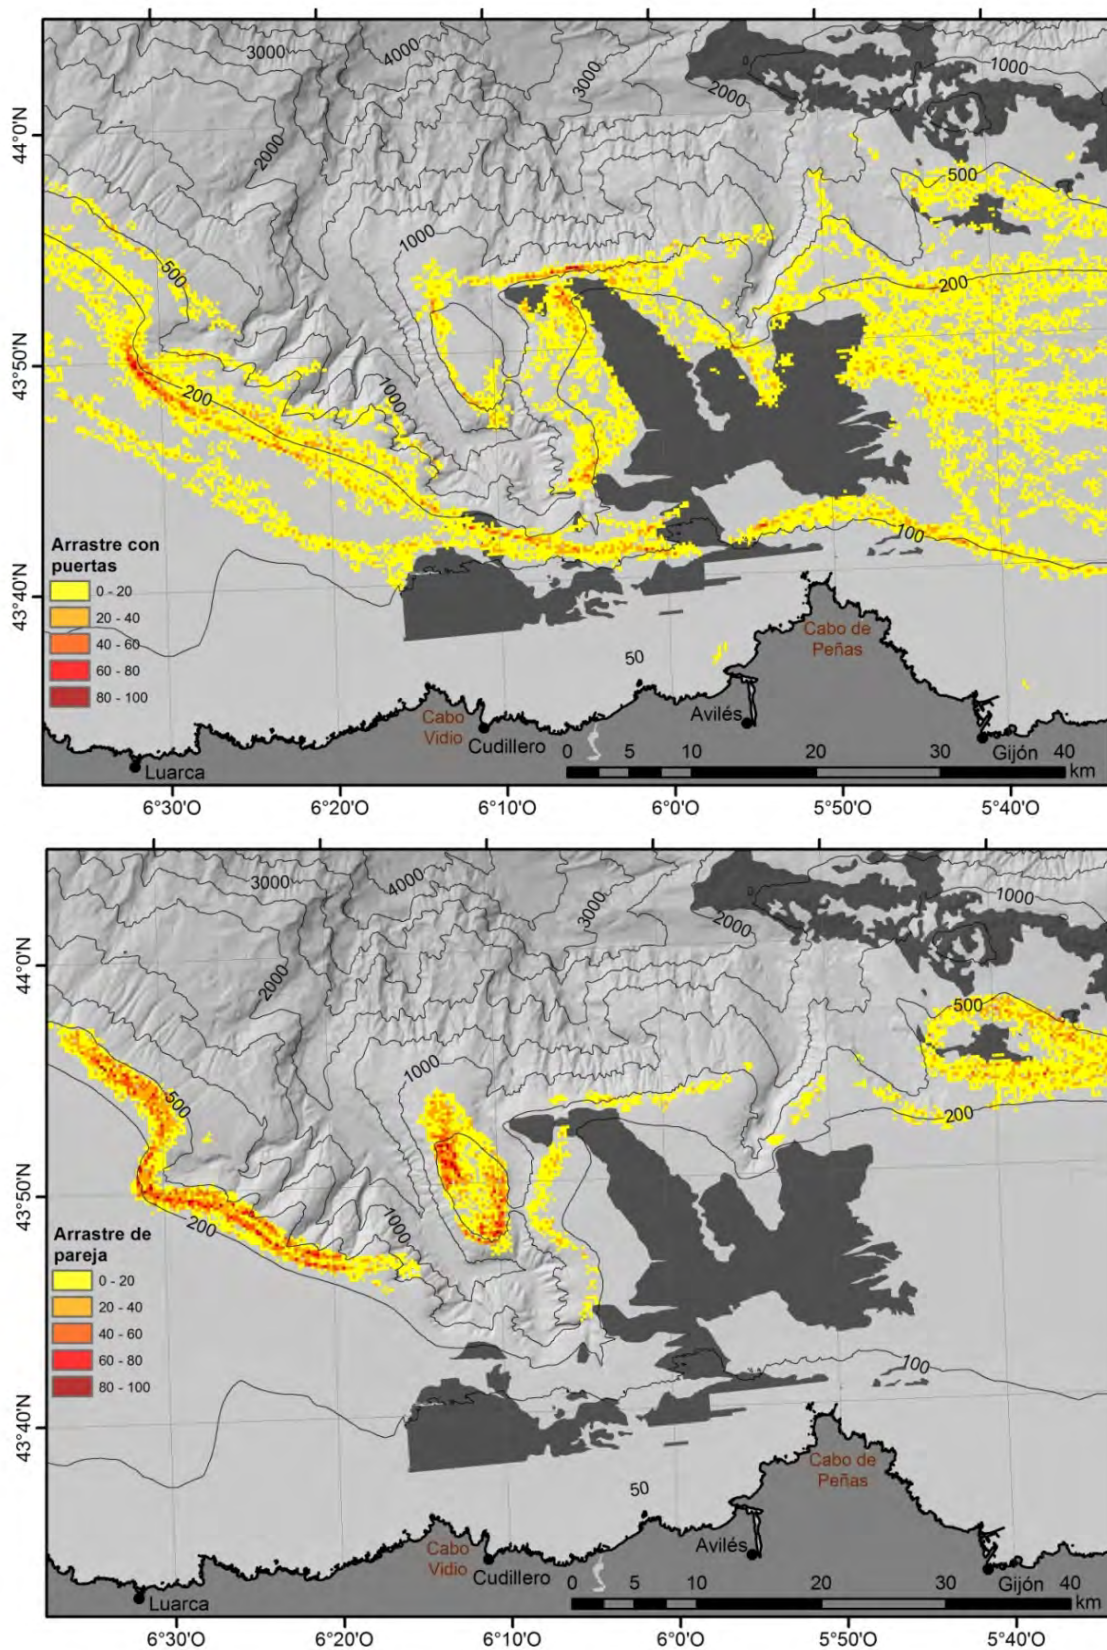 3000
4000
3000
1000
2000
44°0'N
2000
500
1000
500
200
43°50'N
200
1000
100
Arrastre con
puertas
0 - 20
20 - 40
40 - 60
60 - 80
80 - 100
43°40'N
Cabo de
Peñas
50
Cabo
Vidio
Avilés
Cudillero
Luarca
Gijón
0 5 10 20 30 40
km
6°30'O 6°20'O 6°10'O 6°0'O 5°50'O 5°40'O
3000
4000
3000
1000
2000
44°0'N
2000
500
1000
500
200
43°50'N
200
1000
100
Arrastre de
pareja
0 - 20
20 - 40
40 - 60
60 - 80
80 - 100
43°40'N
Cabo de
Peñas
50
Cabo
Vidio
Avilés
Cudillero
Luarca
Gijón
0 5 10 20 30 40
km
6°30'O 6°20'O 6°10'O 6°0'O 5°50'O 5°40'O